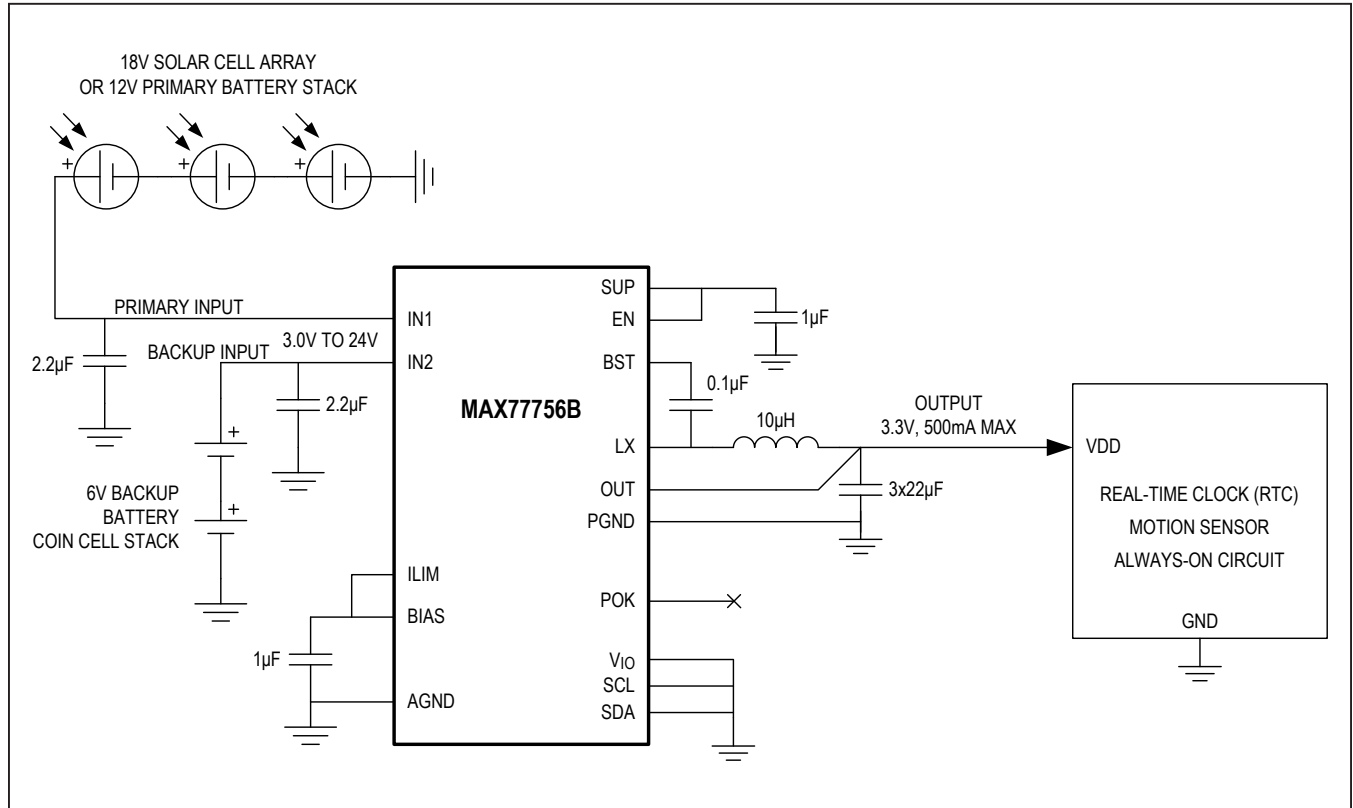 18V SOLAR CELL ARRAY
OR 12V PRIMARY BATTERY STACK
+
+
+
PRIMARY INPUT
2.2µF
BACKUP INPUT
3.0V TO 24V
2.2µF
+
+
6V BACKUP
BATTERY
COIN CELL STACK
1µF
IN1
IN2
ILIM
BIAS
AGND
MAX77756B
SUP
EN
BST
LX
OUT
PGND
POK
VIO
SCL
SDA
1µF
0.1µF
10µH
OUTPUT
3.3V, 500mA MAX
3x22µF
VDD
REAL-TIME CLOCK (RTC)
MOTION SENSOR
ALWAYS-ON CIRCUIT
GND